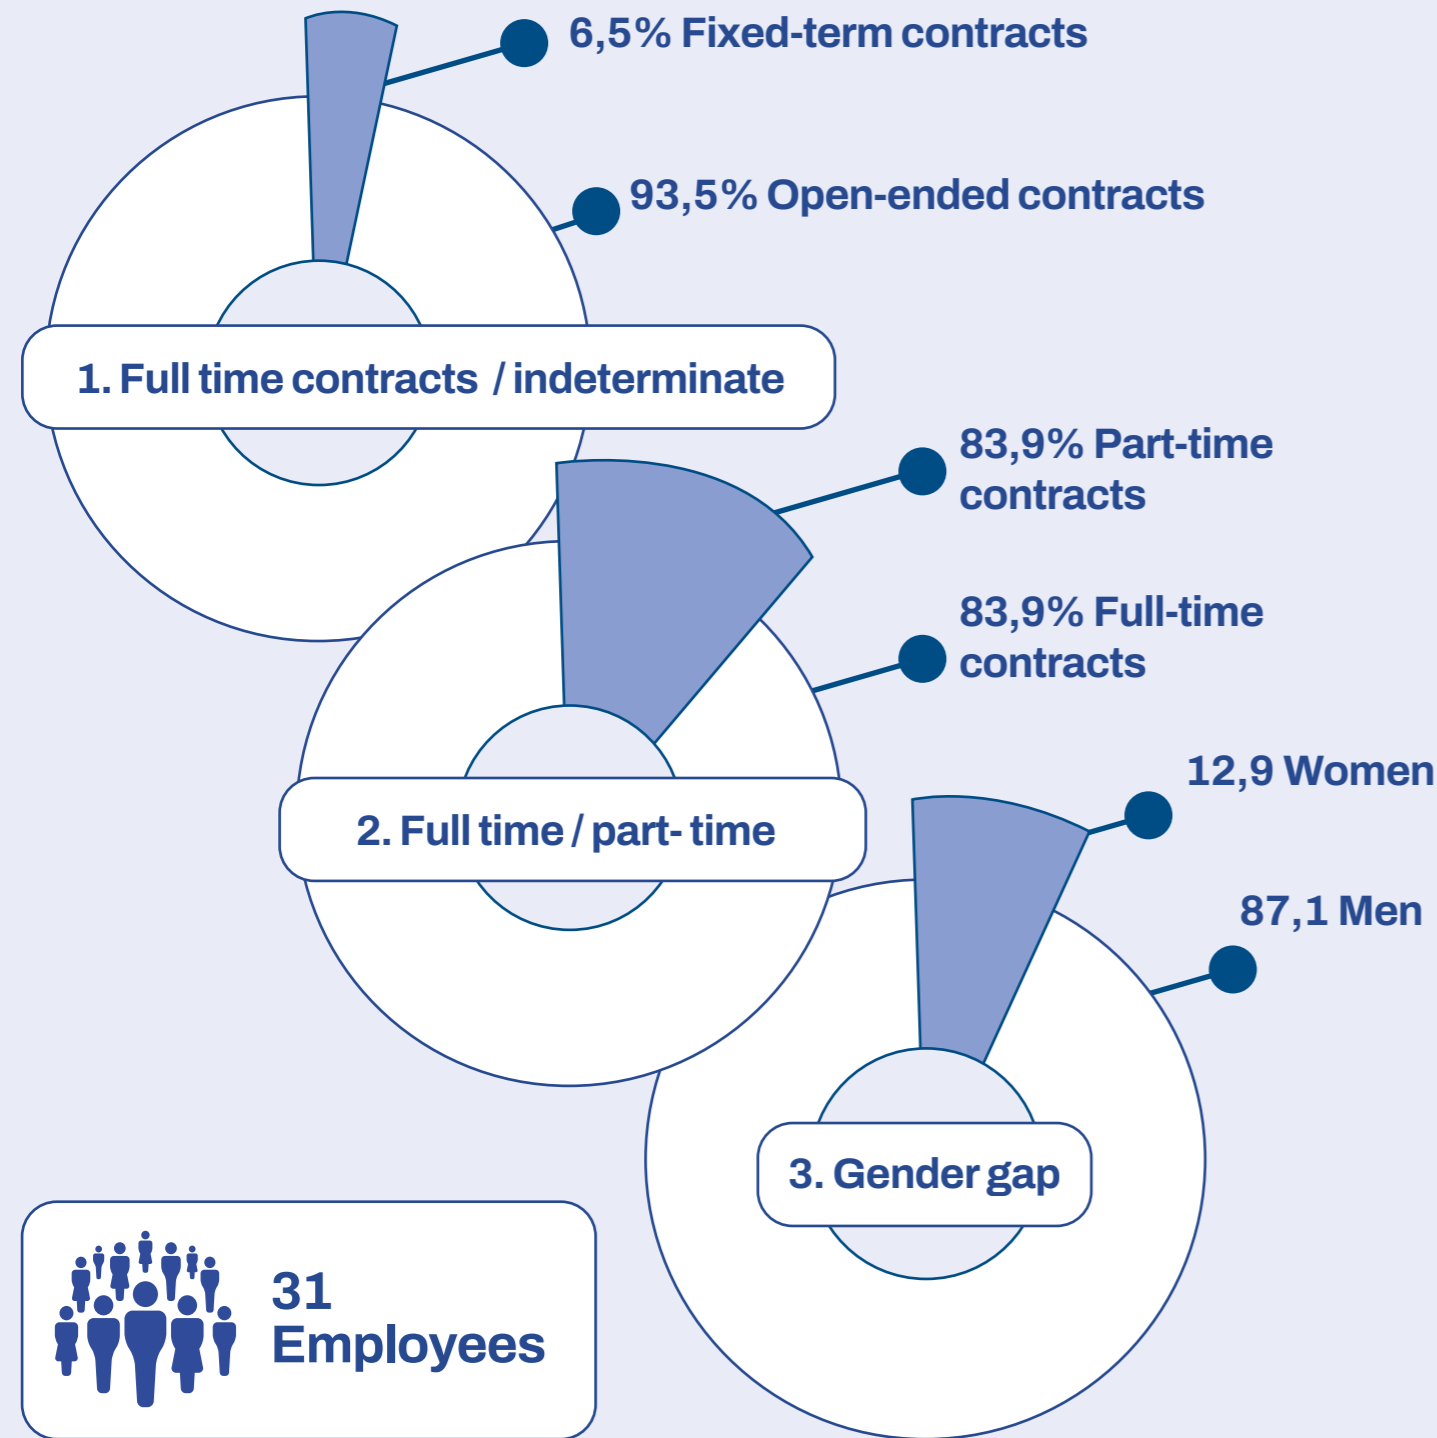 6,5% Fixed-term contracts
93,5% Open-ended contracts
1. Full time contracts / indeterminate
83,9% Part-time
contracts
83,9% Full-time
contracts
2. Full time / part- time
12,9 Women
87,1 Men
3. Gender gap
31
Employees